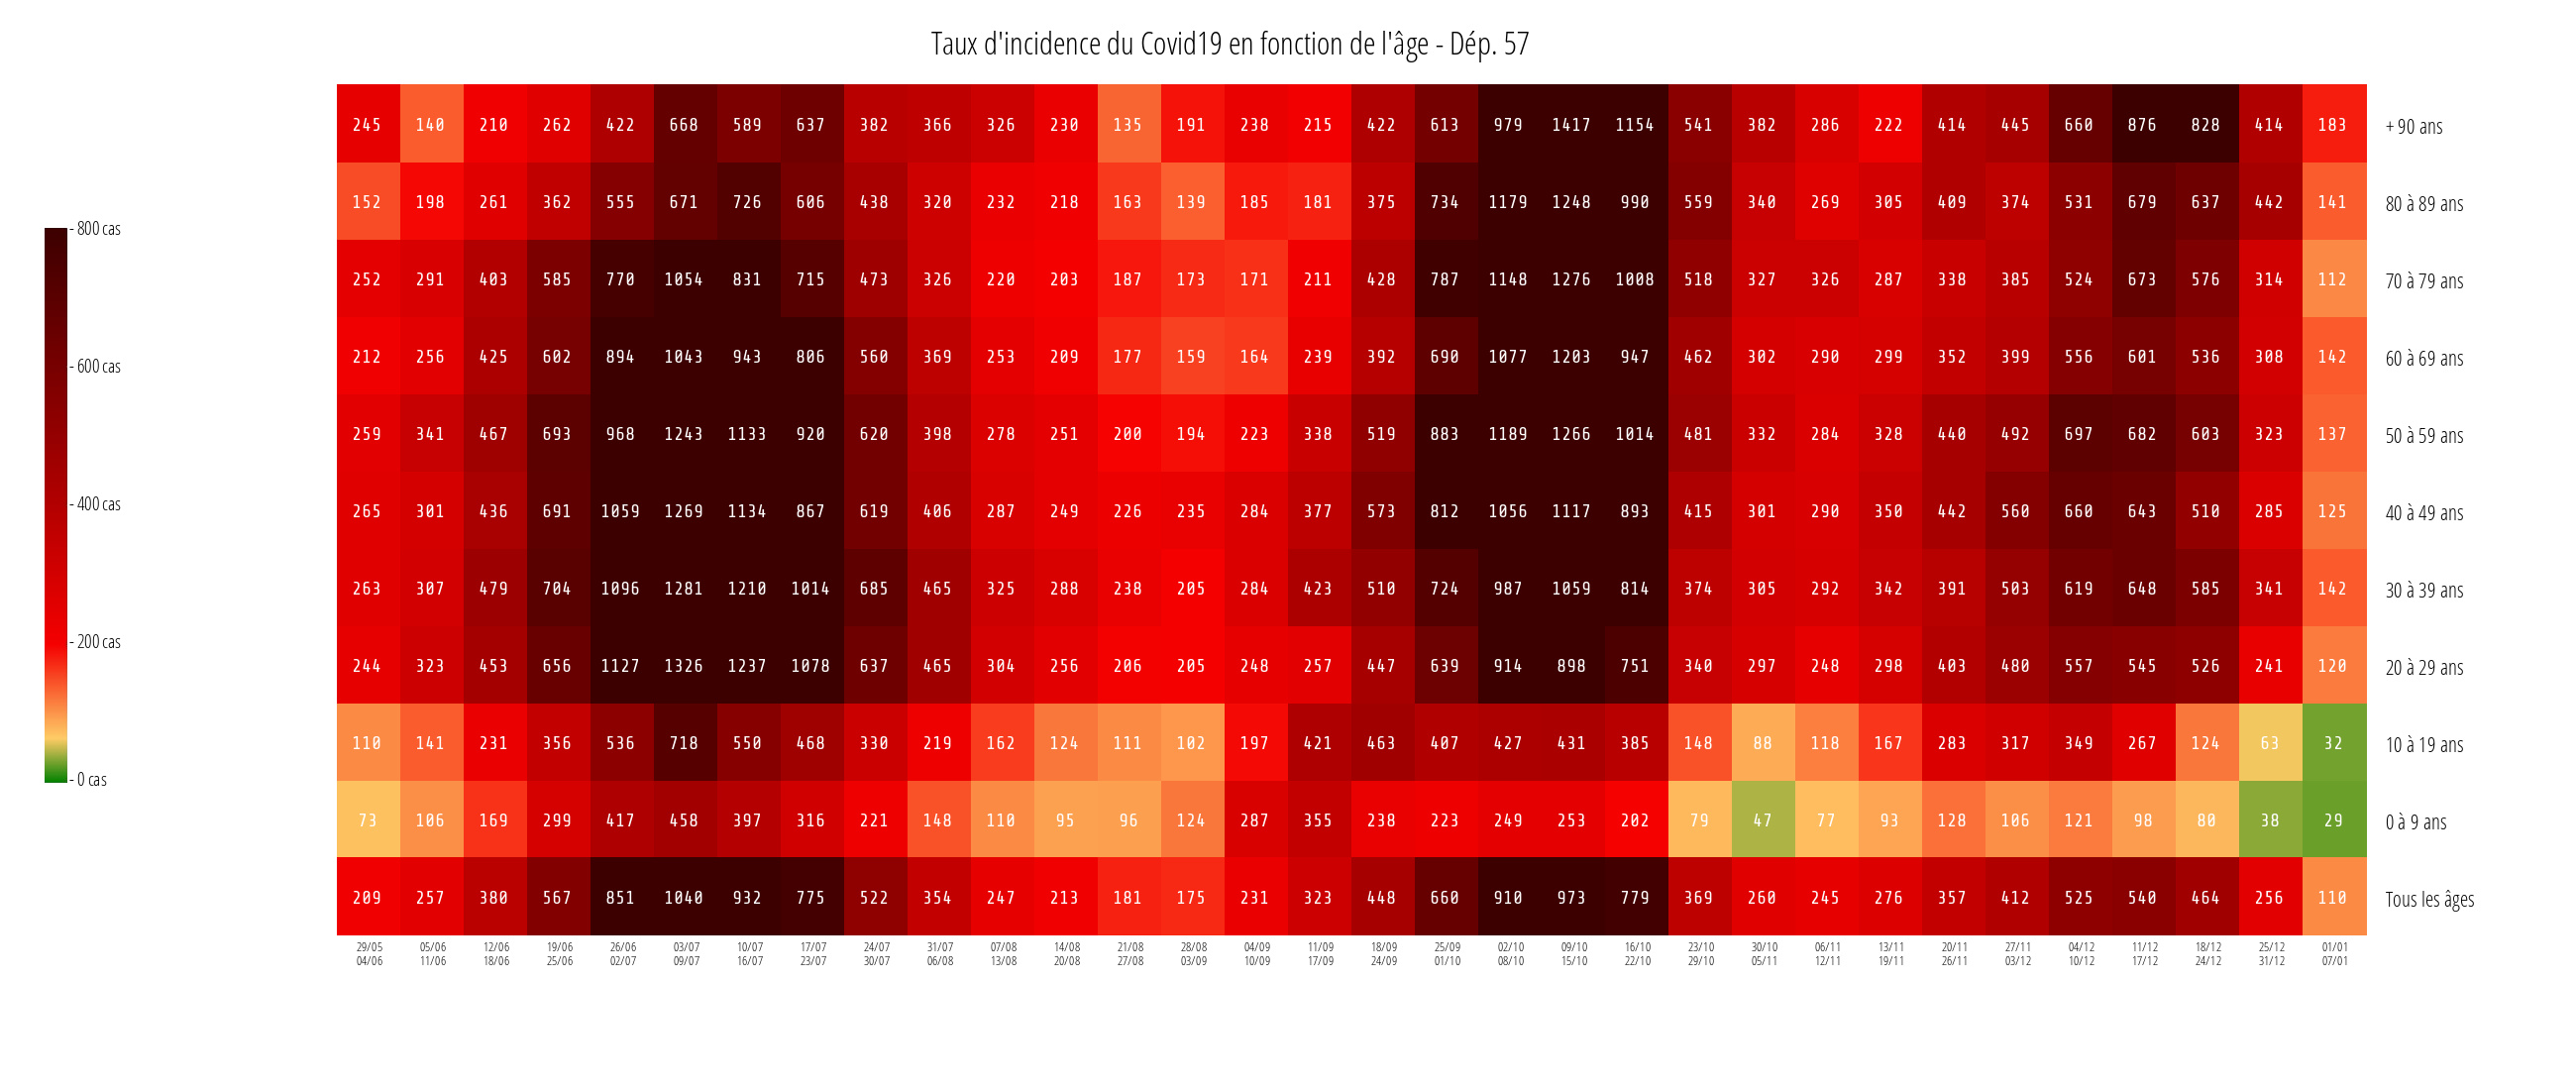 Taux d'incidence du Covid19 en fonction de l'âge - Dép. 57
- 800 cas
- 600 cas
- 400 cas
- 200 cas
- 0 cas
245 140 210 262 422 668 589 637 382 366 326 230 135 191 238 215 422 613 979 1417 1154 541 382 286 222 414 445 660 876 828 414 183 + 90 ans
152 198 261 362 555 671 726 606 438 320 232 218 163 139 185 181 375 734 1179 1248 990 559 340 269 305 409 374 531 679 637 442 141 80 à 89 ans
252 291 403 585 770 1054 831 715 473 326 220 203 187 173 171 211 428 787 1148 1276 1008 518 327 326 287 338 385 524 673 576 314 112 70 à 79 ans
212 256 425 602 894 1043 943 806 560 369 253 209 177 159 164 239 392 690 1077 1203 947 462 302 290 299 352 399 556 601 536 308 142 60 à 69 ans
259 341 467 693 968 1243 1133 920 620 398 278 251 200 194 223 338 519 883 1189 1266 1014 481 332 284 328 440 492 697 682 603 323 137 50 à 59 ans
265 301 436 691 1059 1269 1134 867 619 406 287 249 226 235 284 377 573 812 1056 1117 893 415 301 290 350 442 560 660 643 510 285 125 40 à 49 ans
263 307 479 704 1096 1281 1210 1014 685 465 325 288 238 205 284 423 510 724 987 1059 814 374 305 292 342 391 503 619 648 585 341 142 30 à 39 ans
244 323 453 656 1127 1326 1237 1078 637 465 304 256 206 205 248 257 447 639 914 898 751 340 297 248 298 403 480 557 545 526 241 120 20 à 29 ans
110 141 231 356 536 718 550 468 330 219 162 124 111 102 197 421 463 407 427 431 385 148 88 118 167 283 317 349 267 124 63 32 10 à 19 ans
73 106 169 299 417 458 397 316 221 148 110 95 96 124 287 355 238 223 249 253 202 79 47 77 93 128 106 121 98 80 38 29 0 à 9 ans
209 257 380 567 851 1040 932 775 522 354 247 213 181 175 231 323 448 660 910 973 779 369 260 245 276 357 412 525 540 464 256 110 Tous les âges
29/05 05/06 12/06 19/06 26/06 03/07 10/07 17/07 24/07 31/07 07/08 14/08 21/08 28/08 04/09 11/09 18/09 25/09 02/10 09/10 16/10 23/10 30/10 06/11 13/11 20/11 27/11 04/12 11/12 18/12 25/12 01/01
04/06 11/06 18/06 25/06 02/07 09/07 16/07 23/07 30/07 06/08 13/08 20/08 27/08 03/09 10/09 17/09 24/09 01/10 08/10 15/10 22/10 29/10 05/11 12/11 19/11 26/11 03/12 10/12 17/12 24/12 31/12 07/01